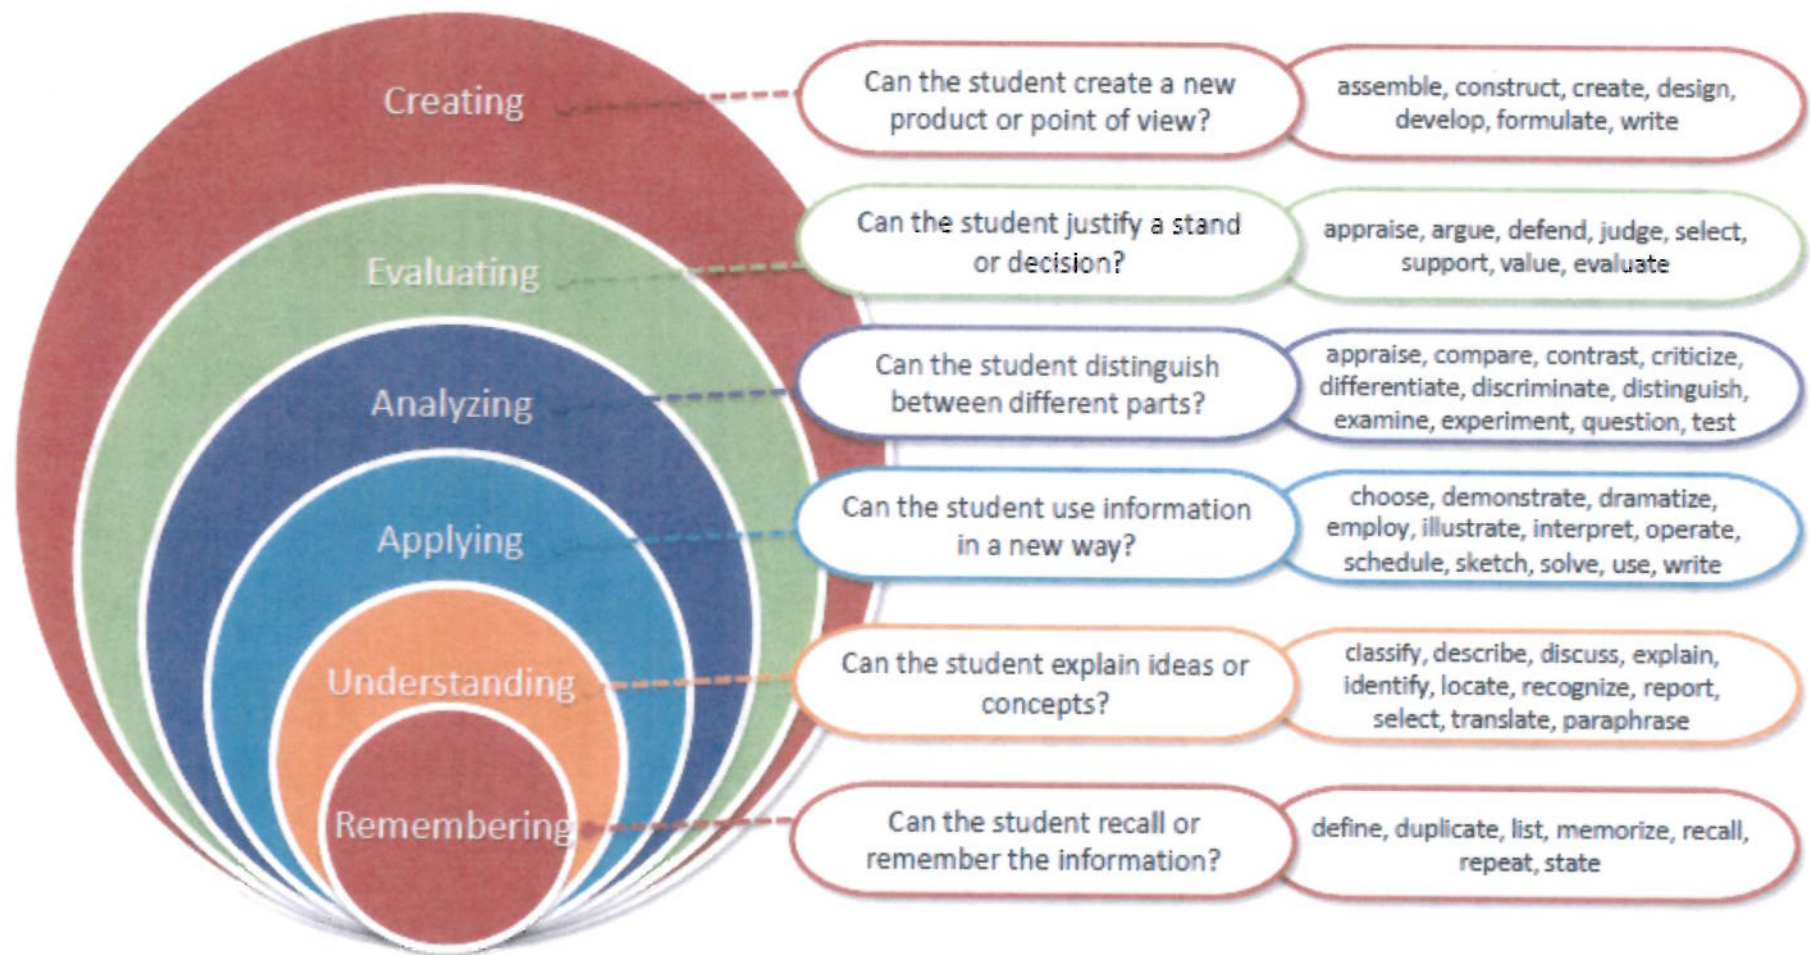 Creating
Can the student create a new
product or point of view?
assemble, construct, create, design,
develop, formulate, write
Evaluating
Can the student justify a stand
or decision?
appraise, argue, defend, judge, select,
support, value, evaluate
Analyzing
Can the student distinguish
between different parts?
appraise, compare, contrast, criticize,
differentiate, discriminate, distinguish,
examine, experiment, question, test
Applying
Can the student use information
in a new way?
choose, demonstrate, dramatize,
employ, illustrate, interpret, operate,
schedule, sketch, solve, use, write
Understanding
Can the student explain ideas or
concepts?
classify, describe, discuss, explain,
identify, locate, recognize, report,
select, translate, paraphrase
Remembering
Can the student recall or
remember the information?
define, duplicate, list, memorize, recall,
repeat, state